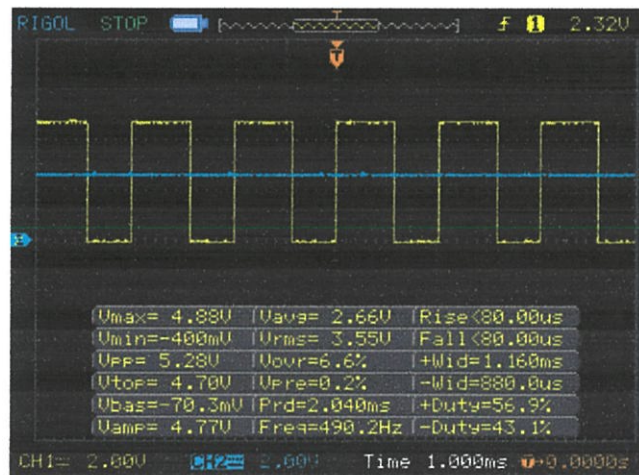 RIGOL STOP 1 2.32V
T
Vmax= 4.88V Vavg= 2.66V Rise<80.00us
Vmin=-400mV Vrms= 3.55V Fall<80.00us
Vpp= 5.28V Vovr=6.6% +Wid=1.160ms
Vtop= 4.70V Vpre=0.2% -Wid=880.0us
Vbas=-70.3mV Prd=2.040ms +Duty=56.9%
Vamp= 4.77V Freq=490.2Hz -Duty=43.1%
CH1= 2.00V CH2= 2.00V Time 1.000ms T→0.0000s